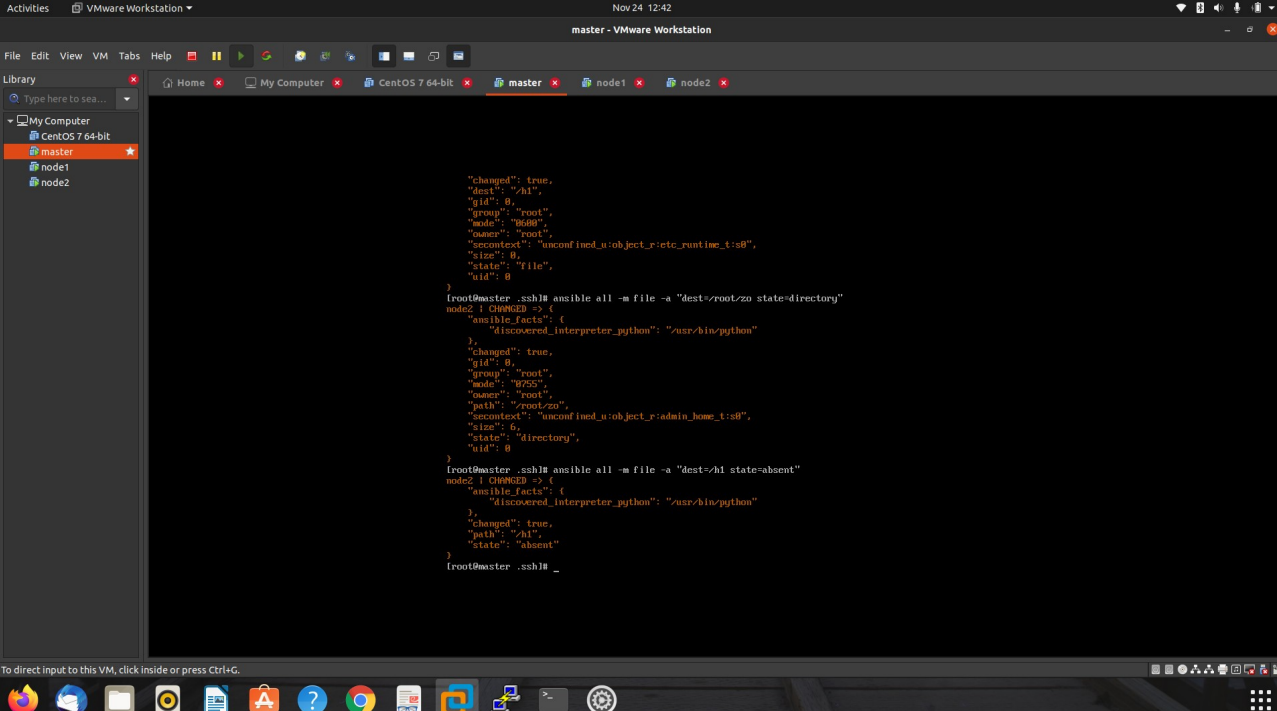 Activities VMware Workstation Nov 24 12:42
master - VMware Workstation
File Edit View VM Tabs Help
Library
Home My Computer CentOS 7 64-bit master node1 node2
Type here to sea...
My Computer
CentOS 7 64-bit
master
node1
node2
"changed": true,
"dest": "/h1",
"gid": 0,
"group": "root",
"mode": "0600",
"owner": "root",
"secontext": "unconfined_u:object_r:etc_runtime_t:s0",
"size": 0,
"state": "file",
"uid": 0
}
[root@master .ssh]# ansible all -m file -a "dest=/root/zo state=directory"
node2 | CHANGED => {
"ansible_facts": {
"discovered_interpreter_python": "/usr/bin/python"
},
"changed": true,
"gid": 0,
"group": "root",
"mode": "0755",
"owner": "root",
"path": "/root/zo",
"secontext": "unconfined_u:object_r:admin_home_t:s0",
"size": 6,
"state": "directory",
"uid": 0
}
[root@master .ssh]# ansible all -m file -a "dest=/h1 state=absent"
node2 | CHANGED => {
"ansible_facts": {
"discovered_interpreter_python": "/usr/bin/python"
},
"changed": true,
"path": "/h1",
"state": "absent"
}
[root@master .ssh]# _
To direct input to this VM, click inside or press Ctrl+G.